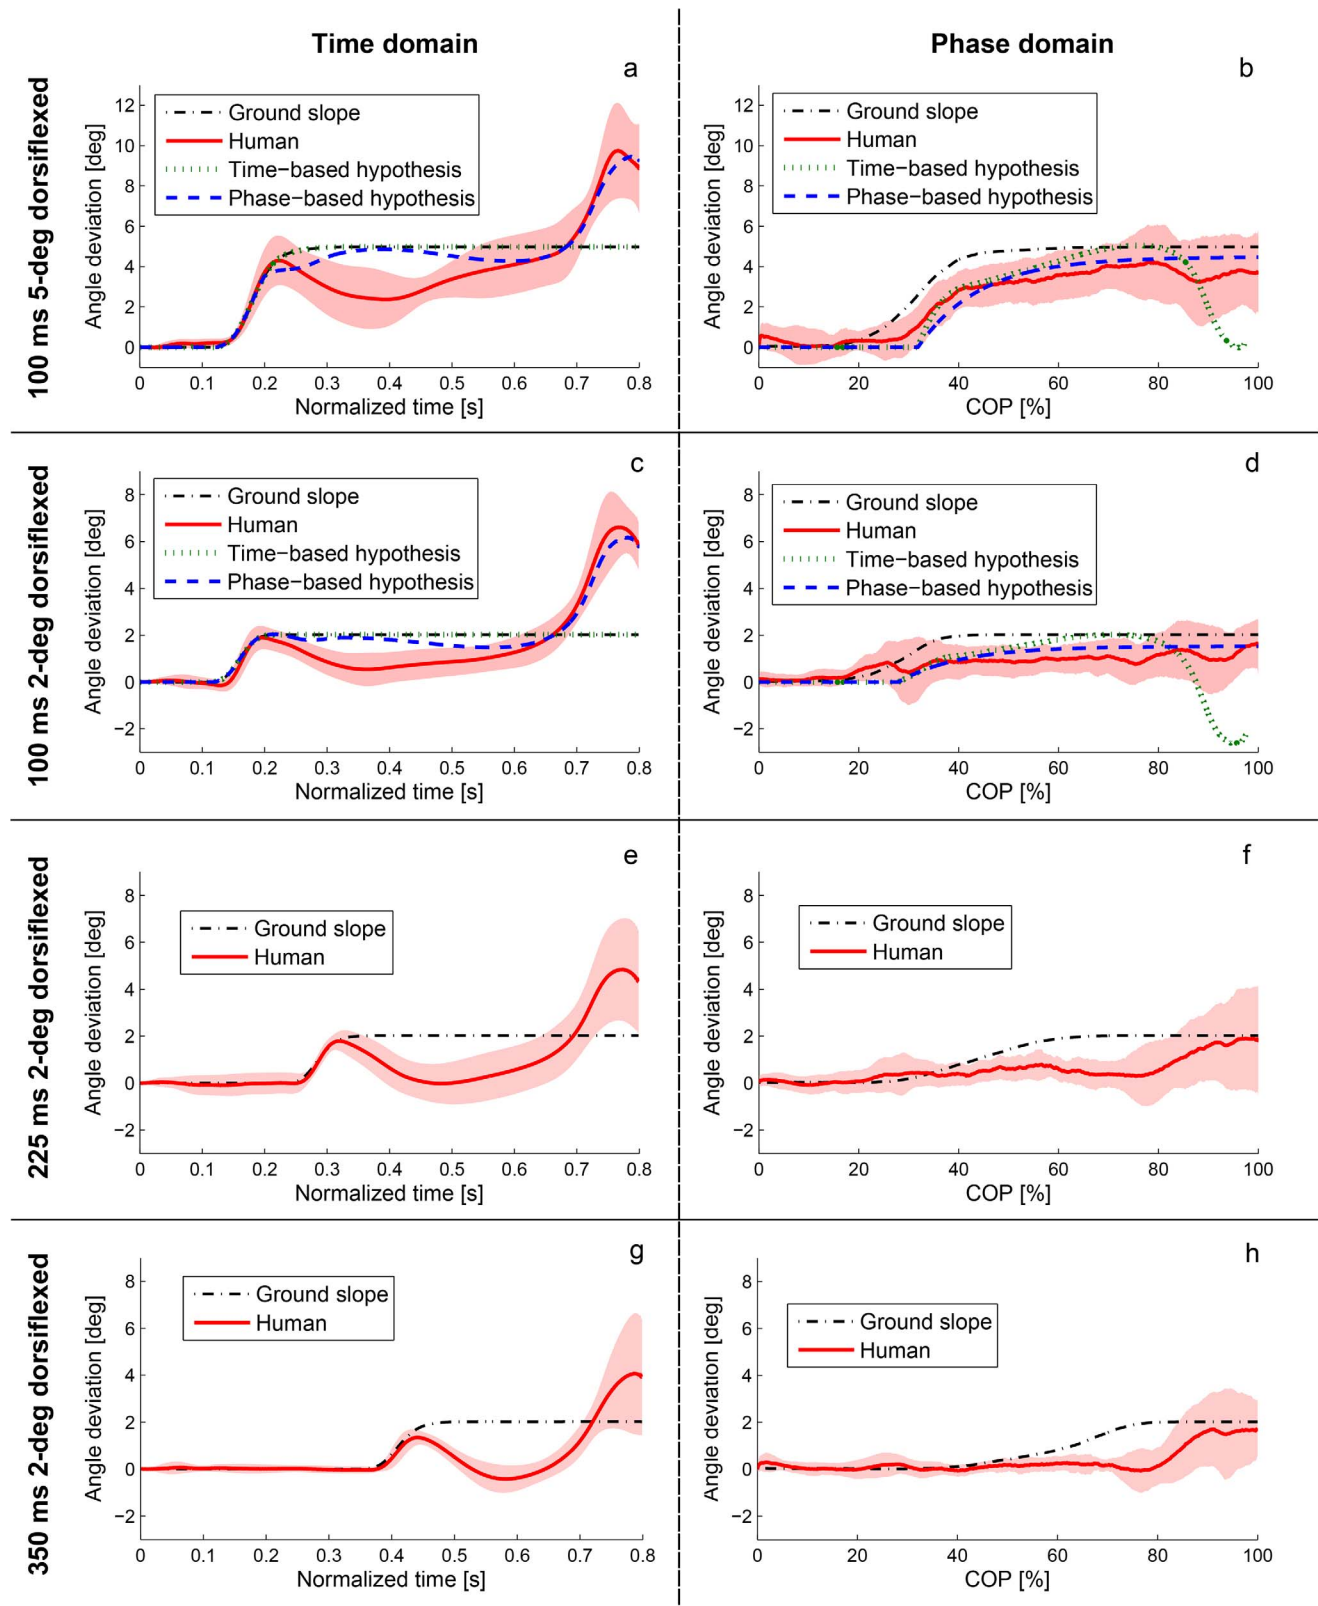 Time domain
Phase domain
100 ms 5-deg dorsiflexed
a
Angle deviation [deg]
12
10
8
6
4
2
0
Ground slope
Human
Time−based hypothesis
Phase−based hypothesis
0 0.1 0.2 0.3 0.4 0.5 0.6 0.7 0.8
Normalized time [s]
b
Angle deviation [deg]
12
10
8
6
4
2
0
Ground slope
Human
Time−based hypothesis
Phase−based hypothesis
0 20 40 60 80 100
COP [%]
100 ms 2-deg dorsiflexed
c
Angle deviation [deg]
8
6
4
2
0
−2
Ground slope
Human
Time−based hypothesis
Phase−based hypothesis
0 0.1 0.2 0.3 0.4 0.5 0.6 0.7 0.8
Normalized time [s]
d
Angle deviation [deg]
8
6
4
2
0
−2
Ground slope
Human
Time−based hypothesis
Phase−based hypothesis
0 20 40 60 80 100
COP [%]
225 ms 2-deg dorsiflexed
e
Angle deviation [deg]
8
6
4
2
0
−2
Ground slope
Human
0 0.1 0.2 0.3 0.4 0.5 0.6 0.7 0.8
Normalized time [s]
f
Angle deviation [deg]
8
6
4
2
0
−2
Ground slope
Human
0 20 40 60 80 100
COP [%]
350 ms 2-deg dorsiflexed
g
Angle deviation [deg]
8
6
4
2
0
−2
Ground slope
Human
0 0.1 0.2 0.3 0.4 0.5 0.6 0.7 0.8
Normalized time [s]
h
Angle deviation [deg]
8
6
4
2
0
−2
Ground slope
Human
0 20 40 60 80 100
COP [%]